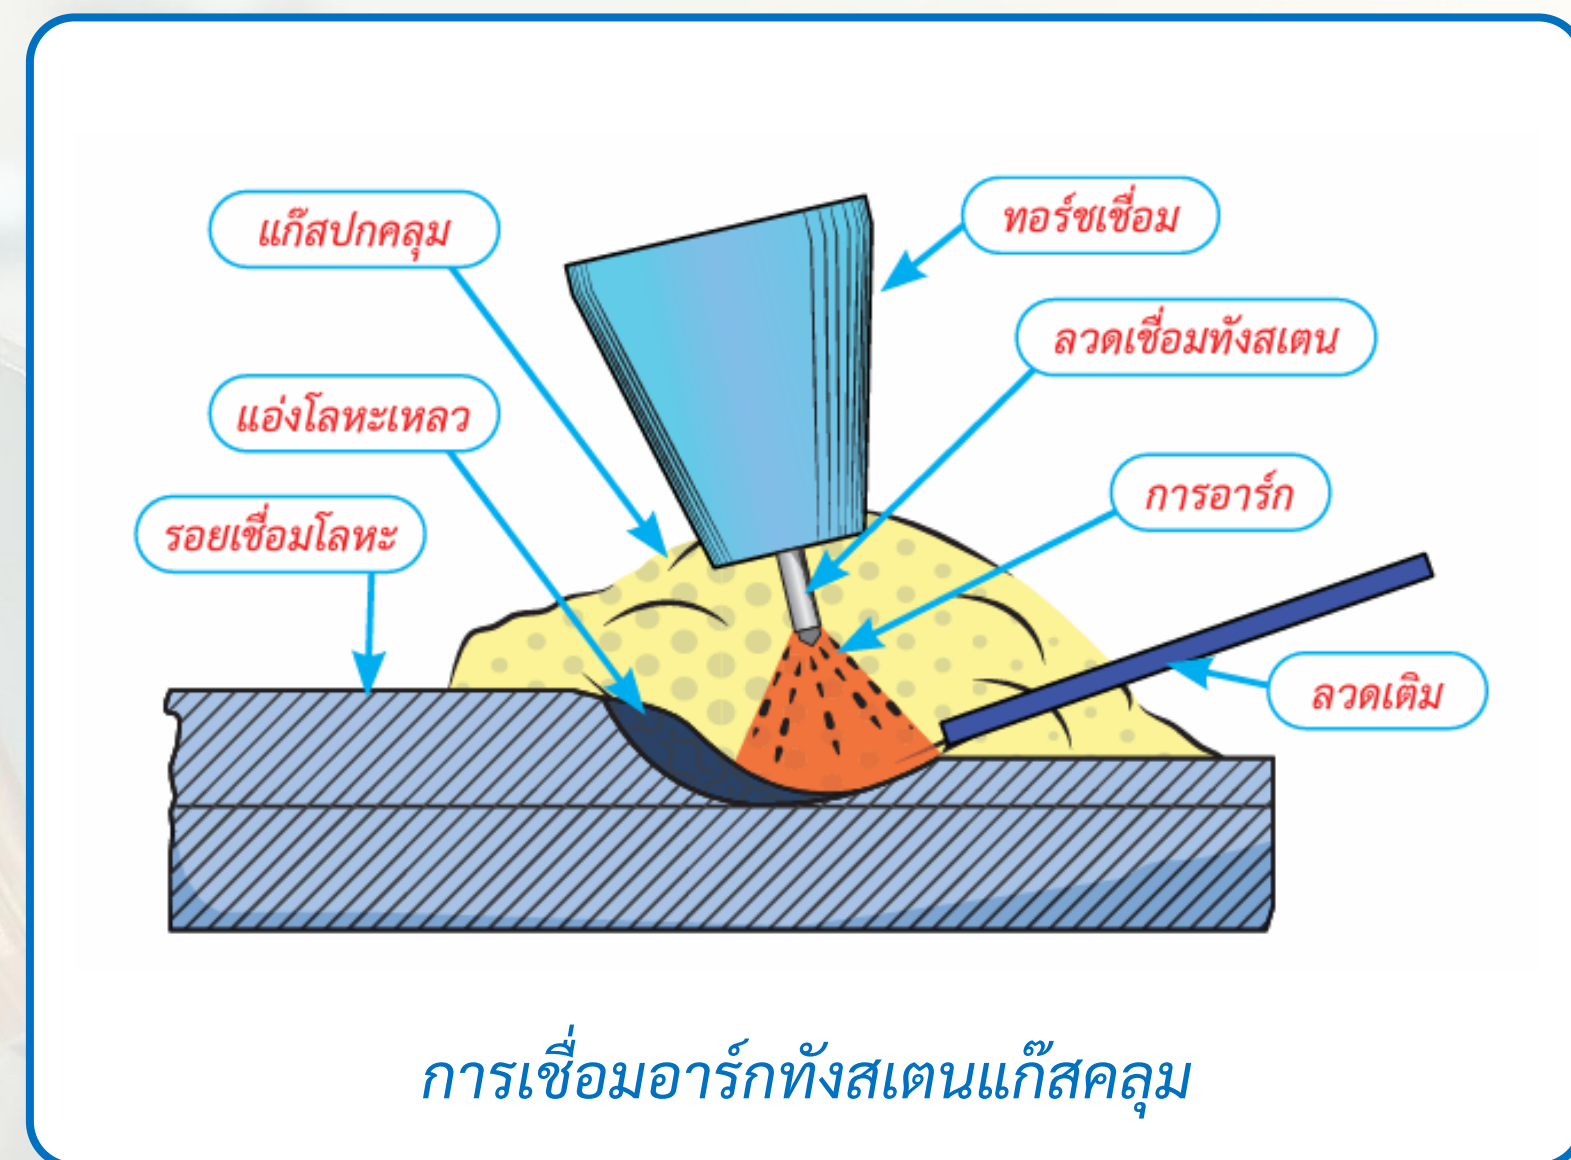 แก๊สปกคลุม
ทอร์ชเชื่อม
ลวดเชื่อมทังสเตน
แอ่งโลหะเหลว
การอาร์ก
รอยเชื่อมโลหะ
ลวดเติม
การเชื่อมอาร์กทังสเตนแก๊สคลุม